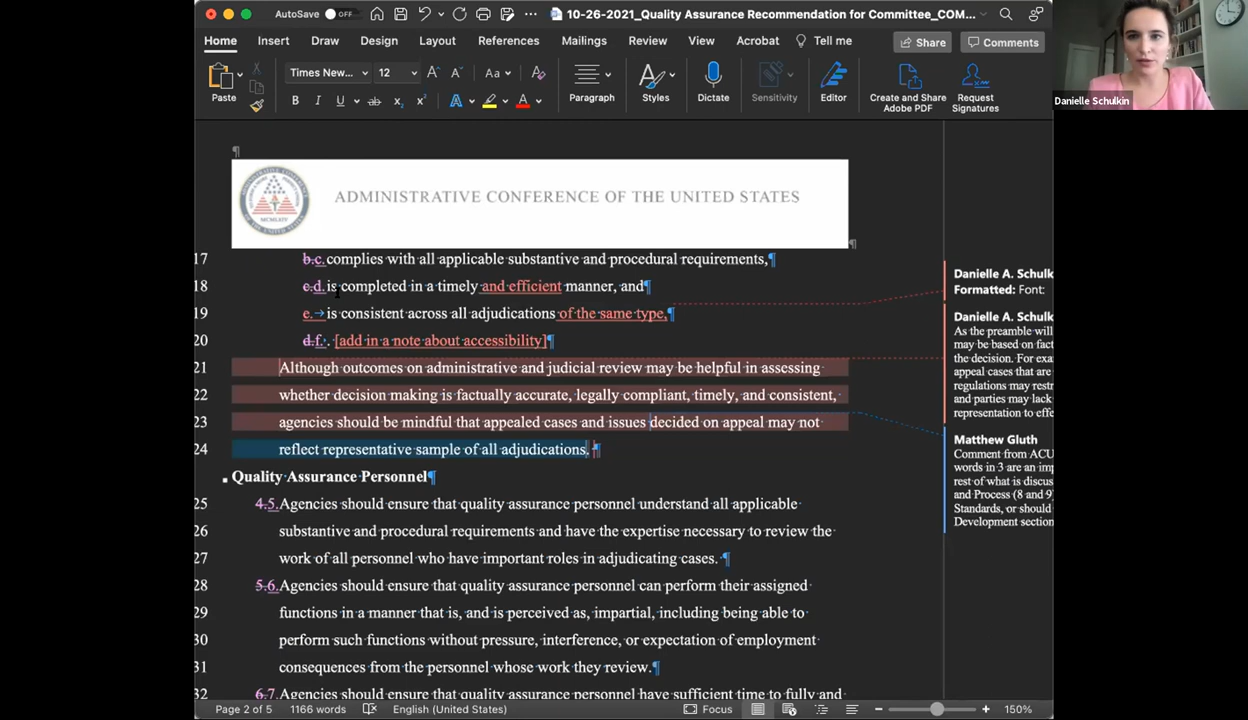 AutoSave OFF 10-26-2021_Quality Assurance Recommendation for Committee_COM...
Home Insert Draw Design Layout References Mailings Review View Acrobat Tell me Share Comments
Danielle Schulkin
Paste Times New... 12 Aa Paragraph Styles Dictate Sensitivity Editor Create and Share Adobe PDF Request Signatures
ADMINISTRATIVE CONFERENCE OF THE UNITED STATES
17 b.c. complies with all applicable substantive and procedural requirements,
18 c.d. is completed in a timely and efficient manner, and
19 e. is consistent across all adjudications of the same type,
20 d.f. . [add in a note about accessibility]
21 Although outcomes on administrative and judicial review may be helpful in assessing
22 whether decision making is factually accurate, legally compliant, timely, and consistent,
23 agencies should be mindful that appealed cases and issues decided on appeal may not
24 reflect representative sample of all adjudications.
Quality Assurance Personnel
25 4.5. Agencies should ensure that quality assurance personnel understand all applicable
26 substantive and procedural requirements and have the expertise necessary to review the
27 work of all personnel who have important roles in adjudicating cases.
28 5.6. Agencies should ensure that quality assurance personnel can perform their assigned
29 functions in a manner that is, and is perceived as, impartial, including being able to
30 perform such functions without pressure, interference, or expectation of employment
31 consequences from the personnel whose work they review.
32 6.7. Agencies should ensure that quality assurance personnel have sufficient time to fully and
Danielle A. Schulk
Formatted: Font:
Danielle A. Schulk
As the preamble will
may be based on fact
the decision. For exa
appeal cases that are
regulations may restr
and parties may lack
representation to effe
Matthew Gluth
Comment from ACU
words in 3 are an imp
rest of what is discus
and Process (8 and 9)
Standards, or should
Development section
Page 2 of 5 1166 words English (United States) Focus 150%